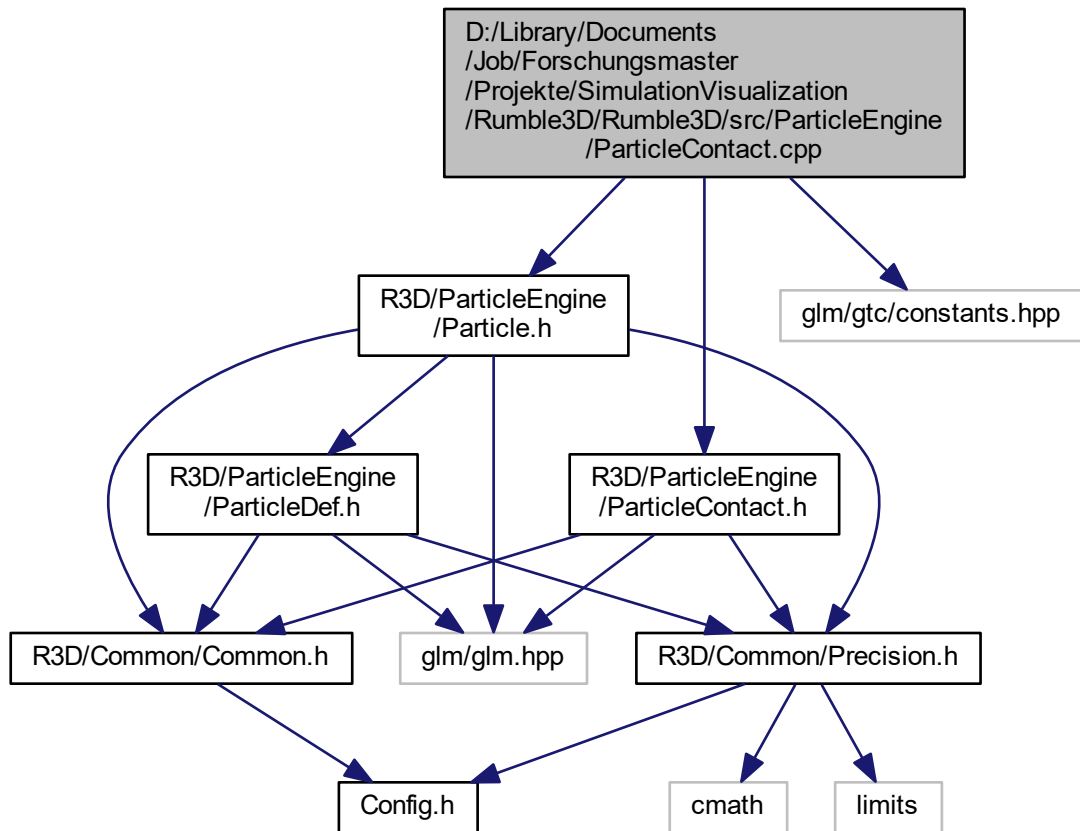 D:/Library/Documents
/Job/Forschungsmaster
/Projekte/SimulationVisualization
/Rumble3D/Rumble3D/src/ParticleEngine
/ParticleContact.cpp
R3D/ParticleEngine
/Particle.h
glm/gtc/constants.hpp
R3D/ParticleEngine
/ParticleDef.h
R3D/ParticleEngine
/ParticleContact.h
R3D/Common/Common.h
glm/glm.hpp
R3D/Common/Precision.h
Config.h
cmath
limits